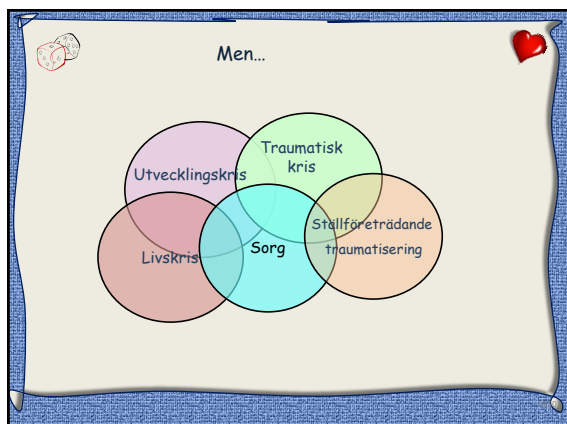 Men…
Traumatisk
kris
Utvecklingskris
Ställföreträdande
traumatisering
Sorg
Livskris